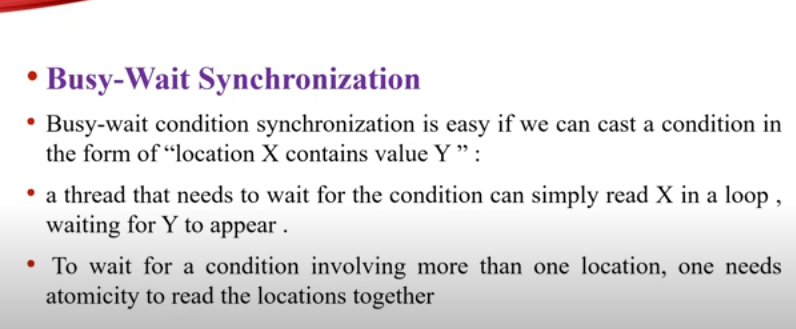 • Busy-Wait Synchronization
• Busy-wait condition synchronization is easy if we can cast a condition in
the form of “location X contains value Y ” :
• a thread that needs to wait for the condition can simply read X in a loop ,
waiting for Y to appear .
• To wait for a condition involving more than one location, one needs
atomicity to read the locations together